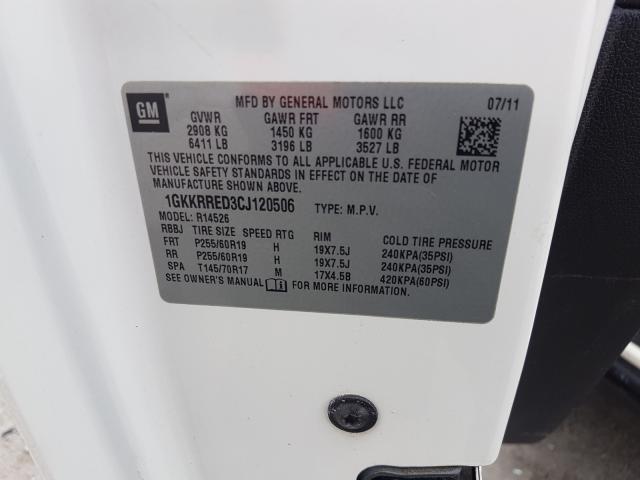 GM
MFD BY GENERAL MOTORS LLC 07/11
GVWR GAWR FRT GAWR RR
2908 KG 1450 KG 1600 KG
6411 LB 3196 LB 3527 LB
THIS VEHICLE CONFORMS TO ALL APPLICABLE U.S. FEDERAL MOTOR
VEHICLE SAFETY STANDARDS IN EFFECT ON THE DATE OF
MANUFACTURE SHOWN ABOVE.
1GKKRRED3CJ120506 TYPE: M.P.V.
MODEL: R14526
RBBJ TIRE SIZE SPEED RTG RIM COLD TIRE PRESSURE
FRT P255/60R19 H 19X7.5J 240KPA(35PSI)
RR P255/60R19 H 19X7.5J 240KPA(35PSI)
SPA T145/70R17 M 17X4.5B 420KPA(60PSI)
SEE OWNER'S MANUAL FOR MORE INFORMATION.